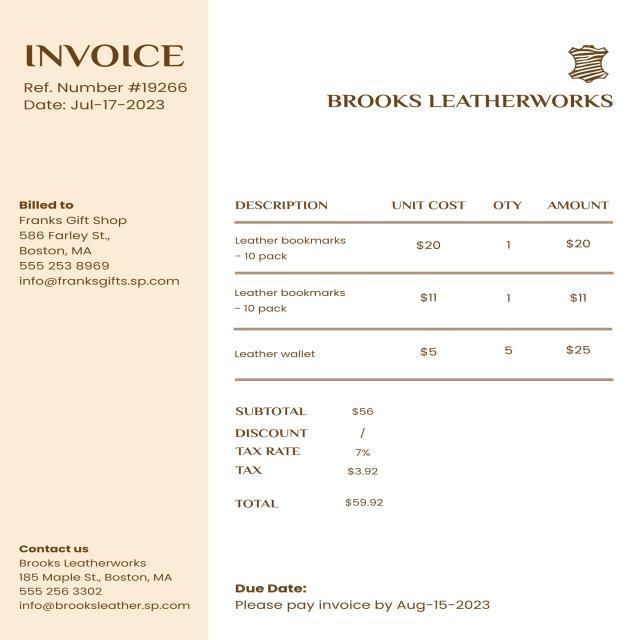 INVOICE
Ref. Number #19266
Date: Jul-17-2023
BROOKS LEATHERWORKS
Billed to
Franks Gift Shop
586 Farley St.,
Boston, MA
555 253 8969
info@franksgifts.sp.com
DESCRIPTION UNIT COST QTY AMOUNT
Leather bookmarks
- 10 pack $20 1 $20
Leather bookmarks
- 10 pack $11 1 $11
Leather wallet $5 5 $25
SUBTOTAL $56
DISCOUNT /
TAX RATE 7%
TAX $3.92
TOTAL $59.92
Contact us
Brooks Leatherworks
185 Maple St., Boston, MA
555 256 3302
info@brooksleather.sp.com
Due Date:
Please pay invoice by Aug-15-2023